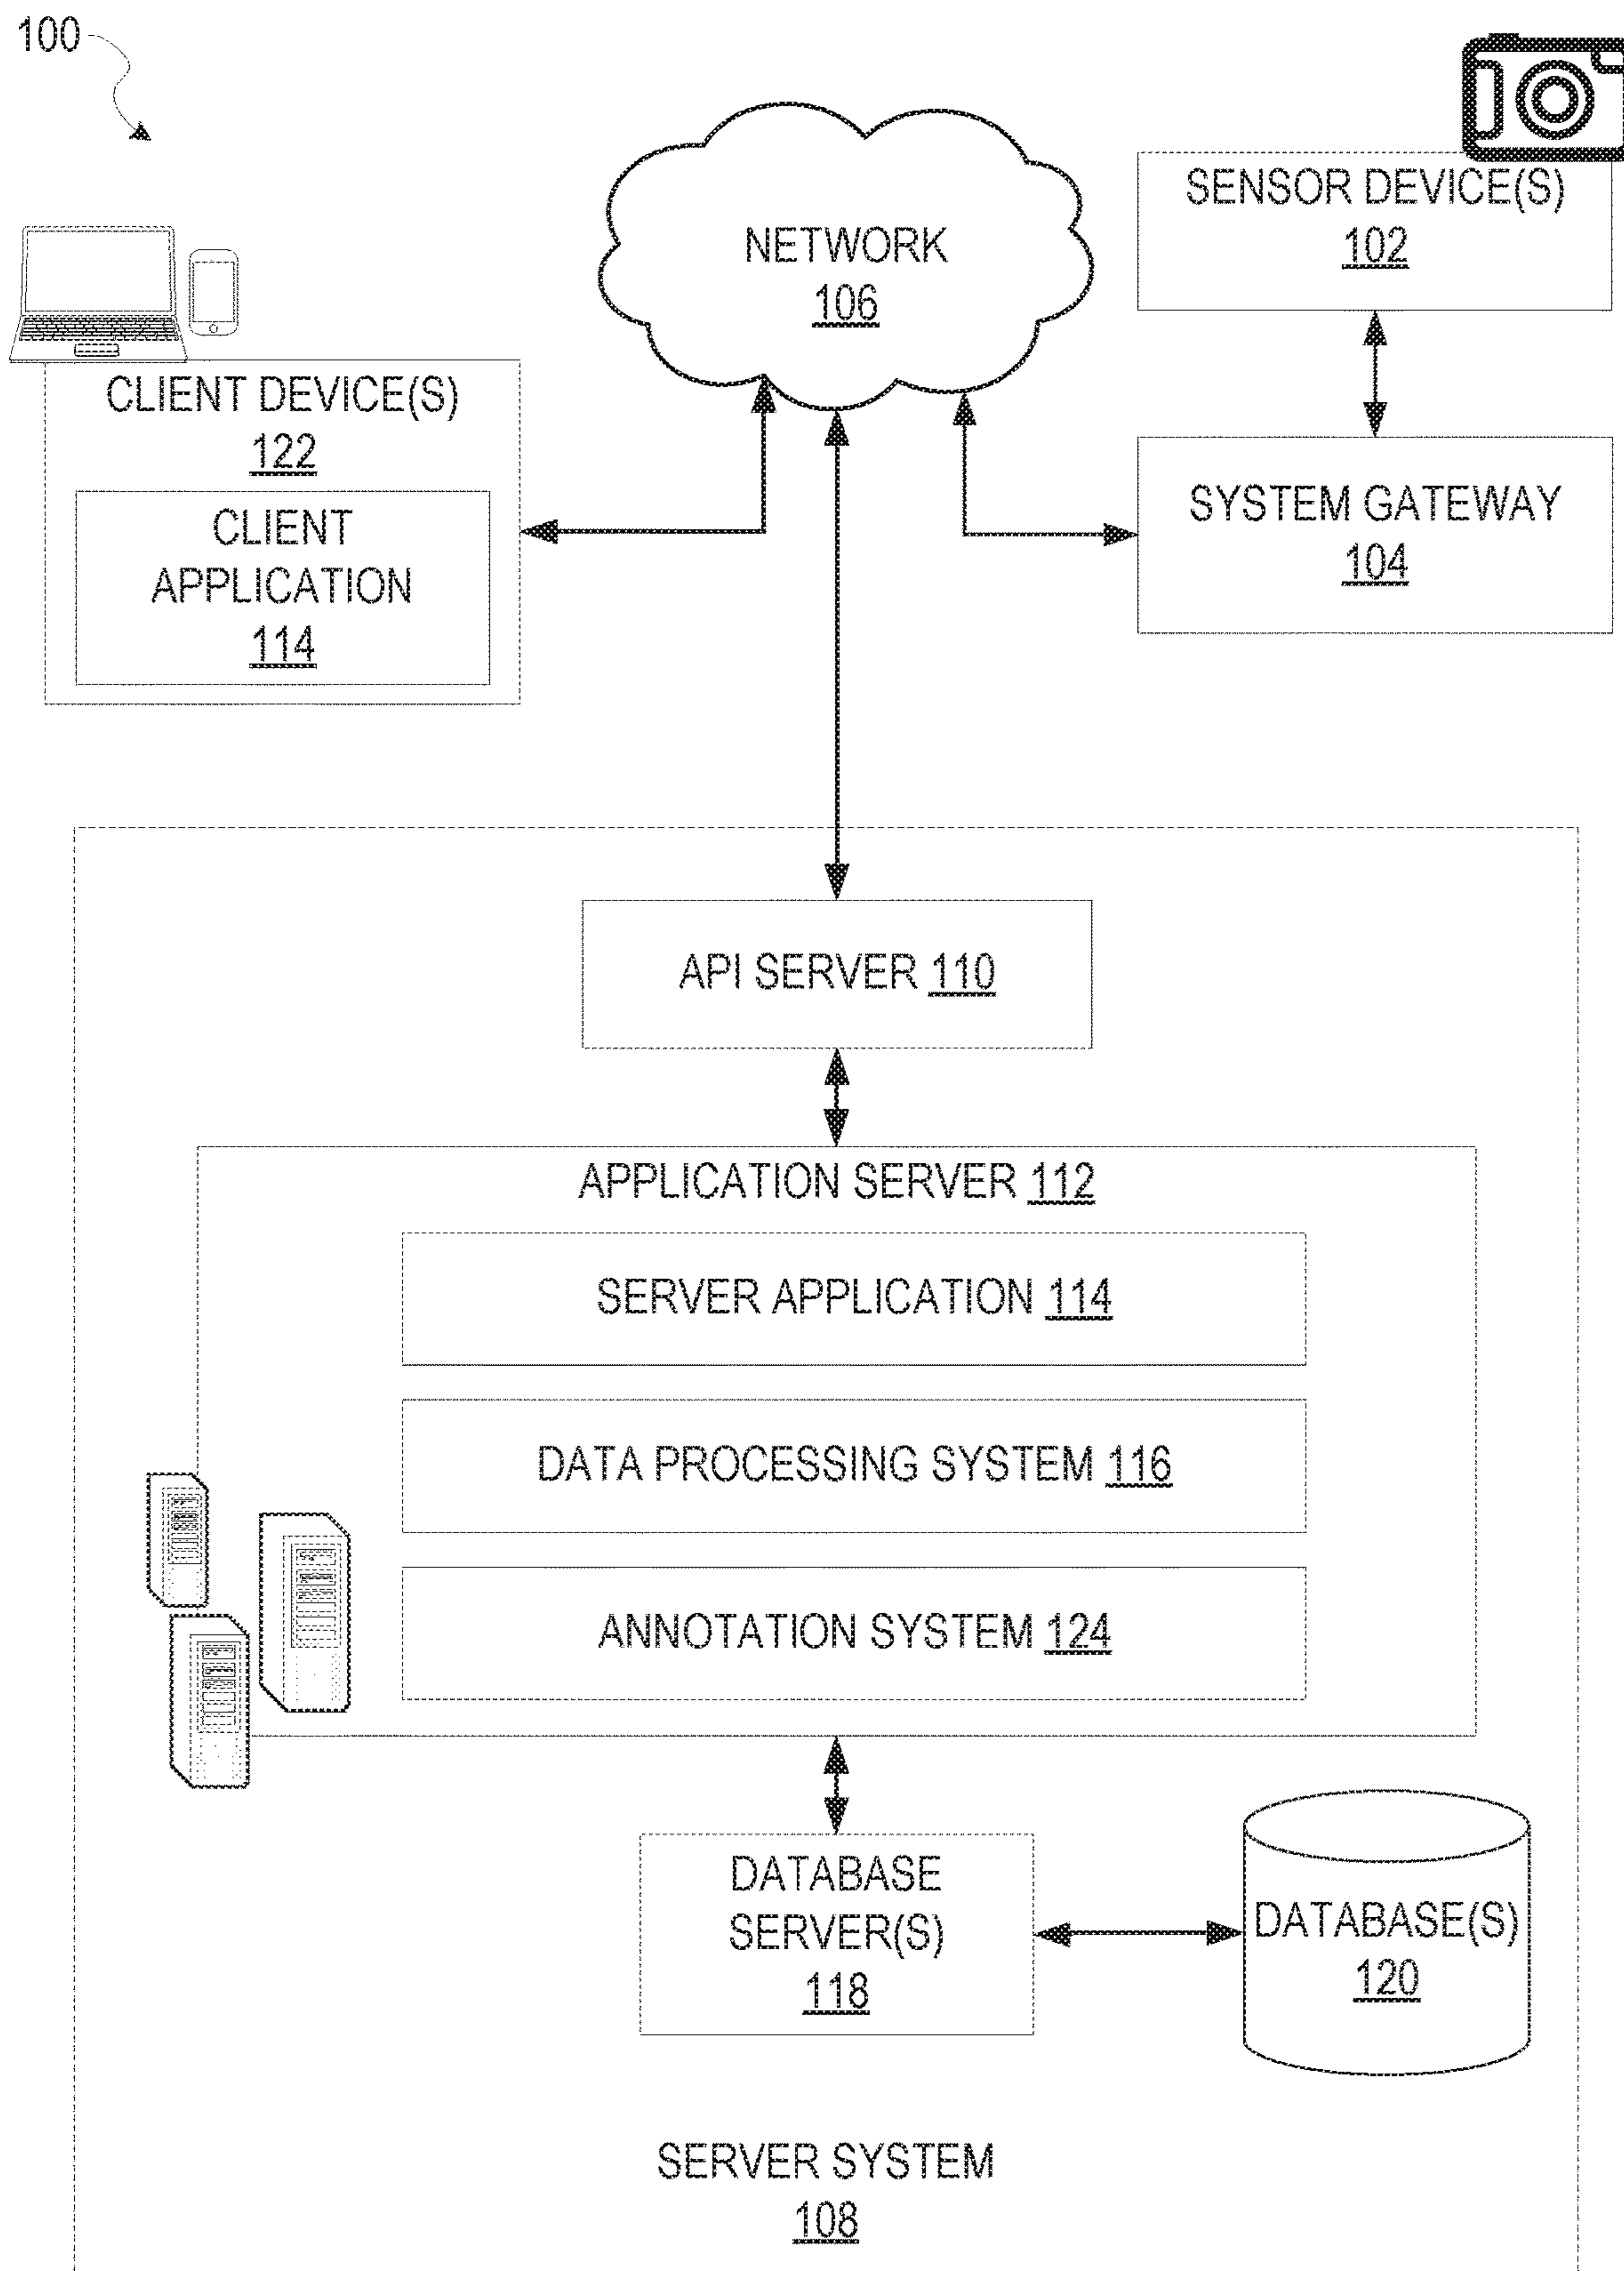 100
NETWORK
106
SENSOR DEVICE(S)
102
CLIENT DEVICE(S)
122
CLIENT
APPLICATION
114
SYSTEM GATEWAY
104
API SERVER 110
APPLICATION SERVER 112
SERVER APPLICATION 114
DATA PROCESSING SYSTEM 116
ANNOTATION SYSTEM 124
DATABASE
SERVER(S)
118
DATABASE(S)
120
SERVER SYSTEM
108